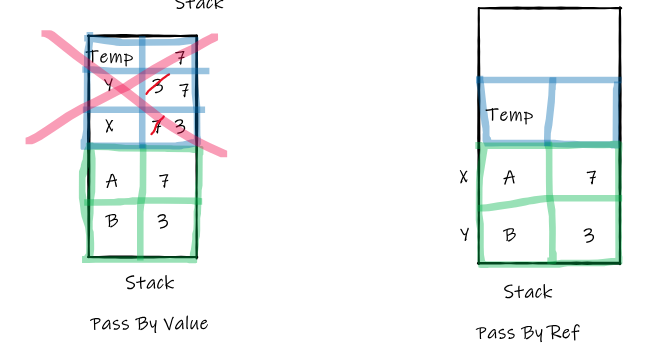 Stack
Temp 7
Y 3 7
X 7 3
A 7
B 3
Stack
Pass By Value
Temp
X A 7
Y B 3
Stack
Pass By Ref